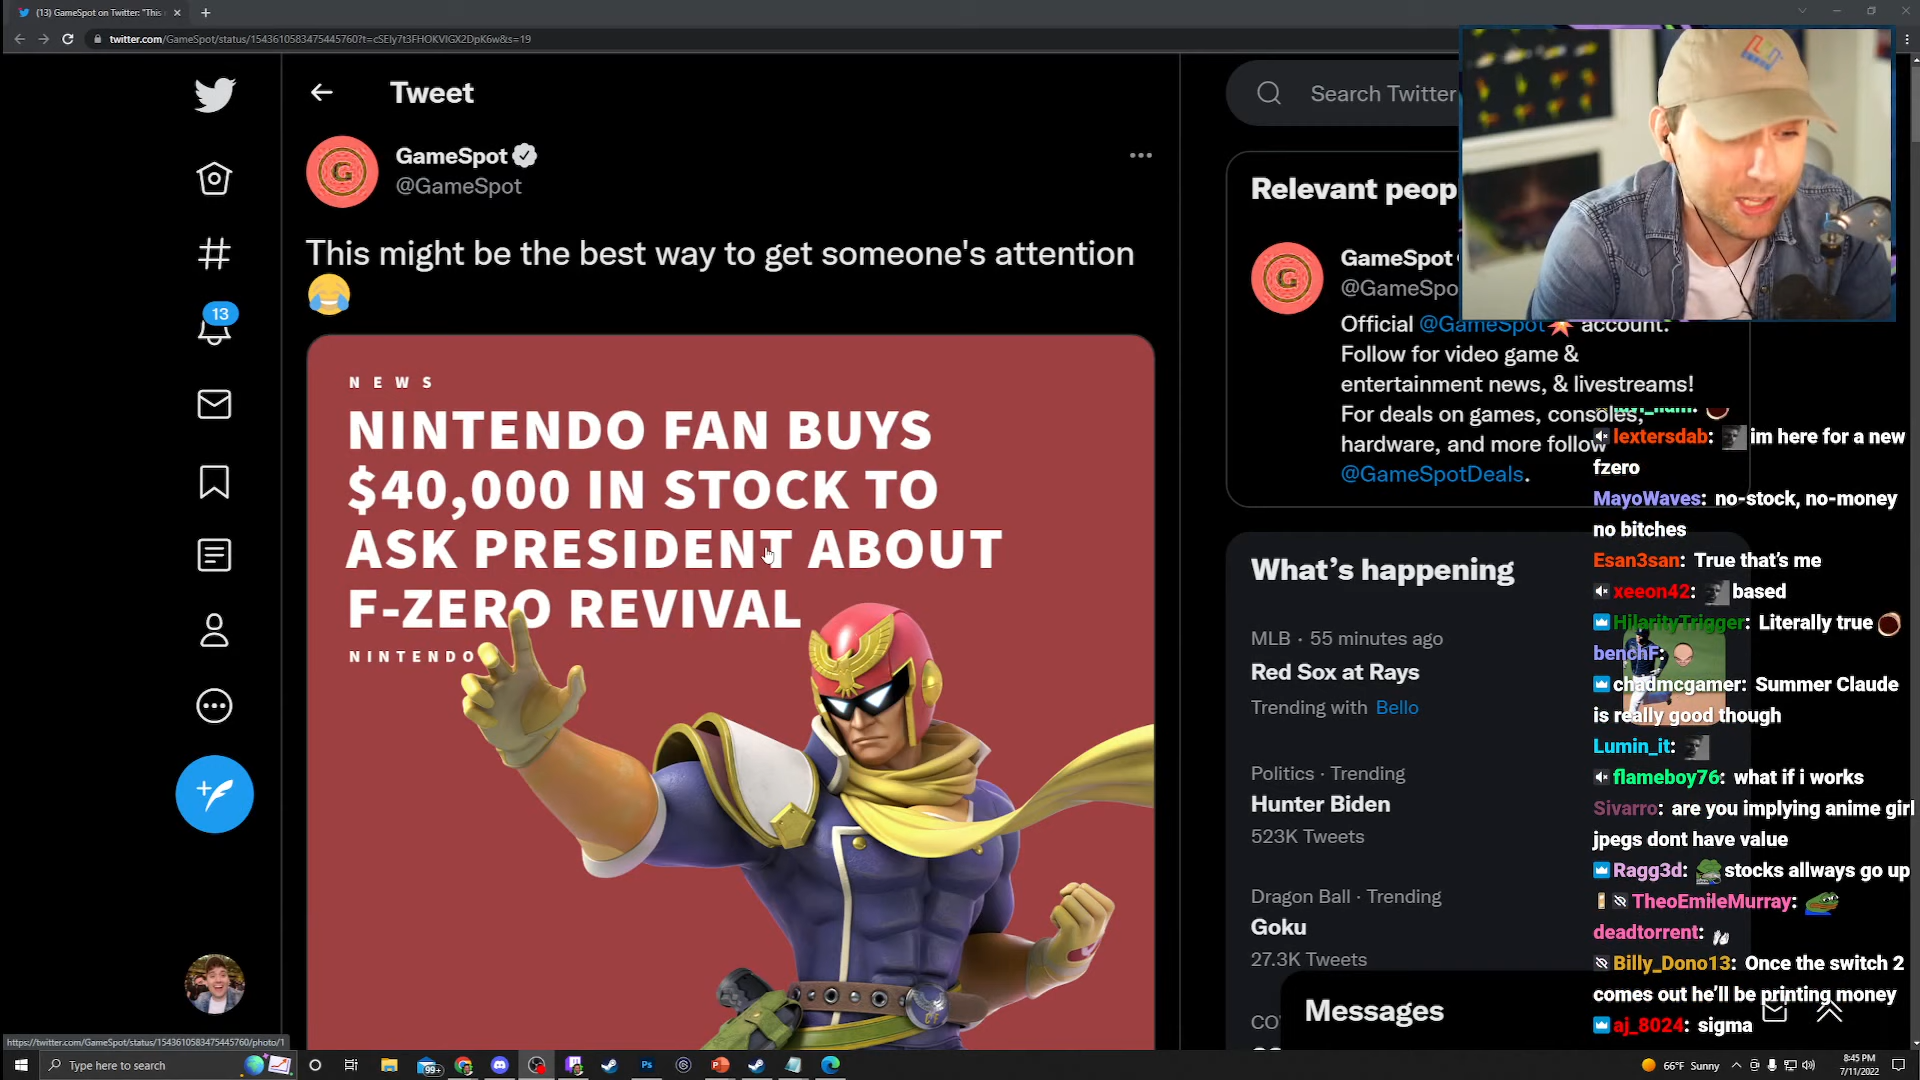 (13) GameSpot on Twitter: "This
twitter.com/GameSpot/status/1543610583475445760?t=cSEIy7t3FHOKVIGX2DpK6w&s=19
Tweet
GameSpot
@GameSpot
This might be the best way to get someone's attention
NEWS
NINTENDO FAN BUYS
$40,000 IN STOCK TO
ASK PRESIDENT ABOUT
F-ZERO REVIVAL
NINTENDO
CF
13
Search Twitter
Relevant peop
GameSpot
@GameSpo
Official @GameSpot account.
Follow for video game &
entertainment news, & livestreams!
For deals on games, consoles,
hardware, and more follow
@GameSpotDeals.
What's happening
MLB · 55 minutes ago
Red Sox at Rays
Trending with Bello
Politics · Trending
Hunter Biden
523K Tweets
Dragon Ball · Trending
Goku
27.3K Tweets
Messages
lextersdab: im here for a new
fzero
MayoWaves: no-stock, no-money
no bitches
Esan3san: True that's me
xeeon42: based
HilarityTrigger: Literally true
benchF:
chadmcgamer: Summer Claude
is really good though
Lumin_it:
flameboy76: what if i works
Sivarro: are you implying anime girl
jpegs dont have value
Ragg3d: stocks allways go up
TheoEmileMurray:
deadtorrent:
Billy_Dono13: Once the switch 2
comes out he'll be printing money
aj_8024: sigma
https://twitter.com/GameSpot/status/1543610583475445760/photo/1
Type here to search
99+
Ps
66°F Sunny
8:45 PM
7/11/2022